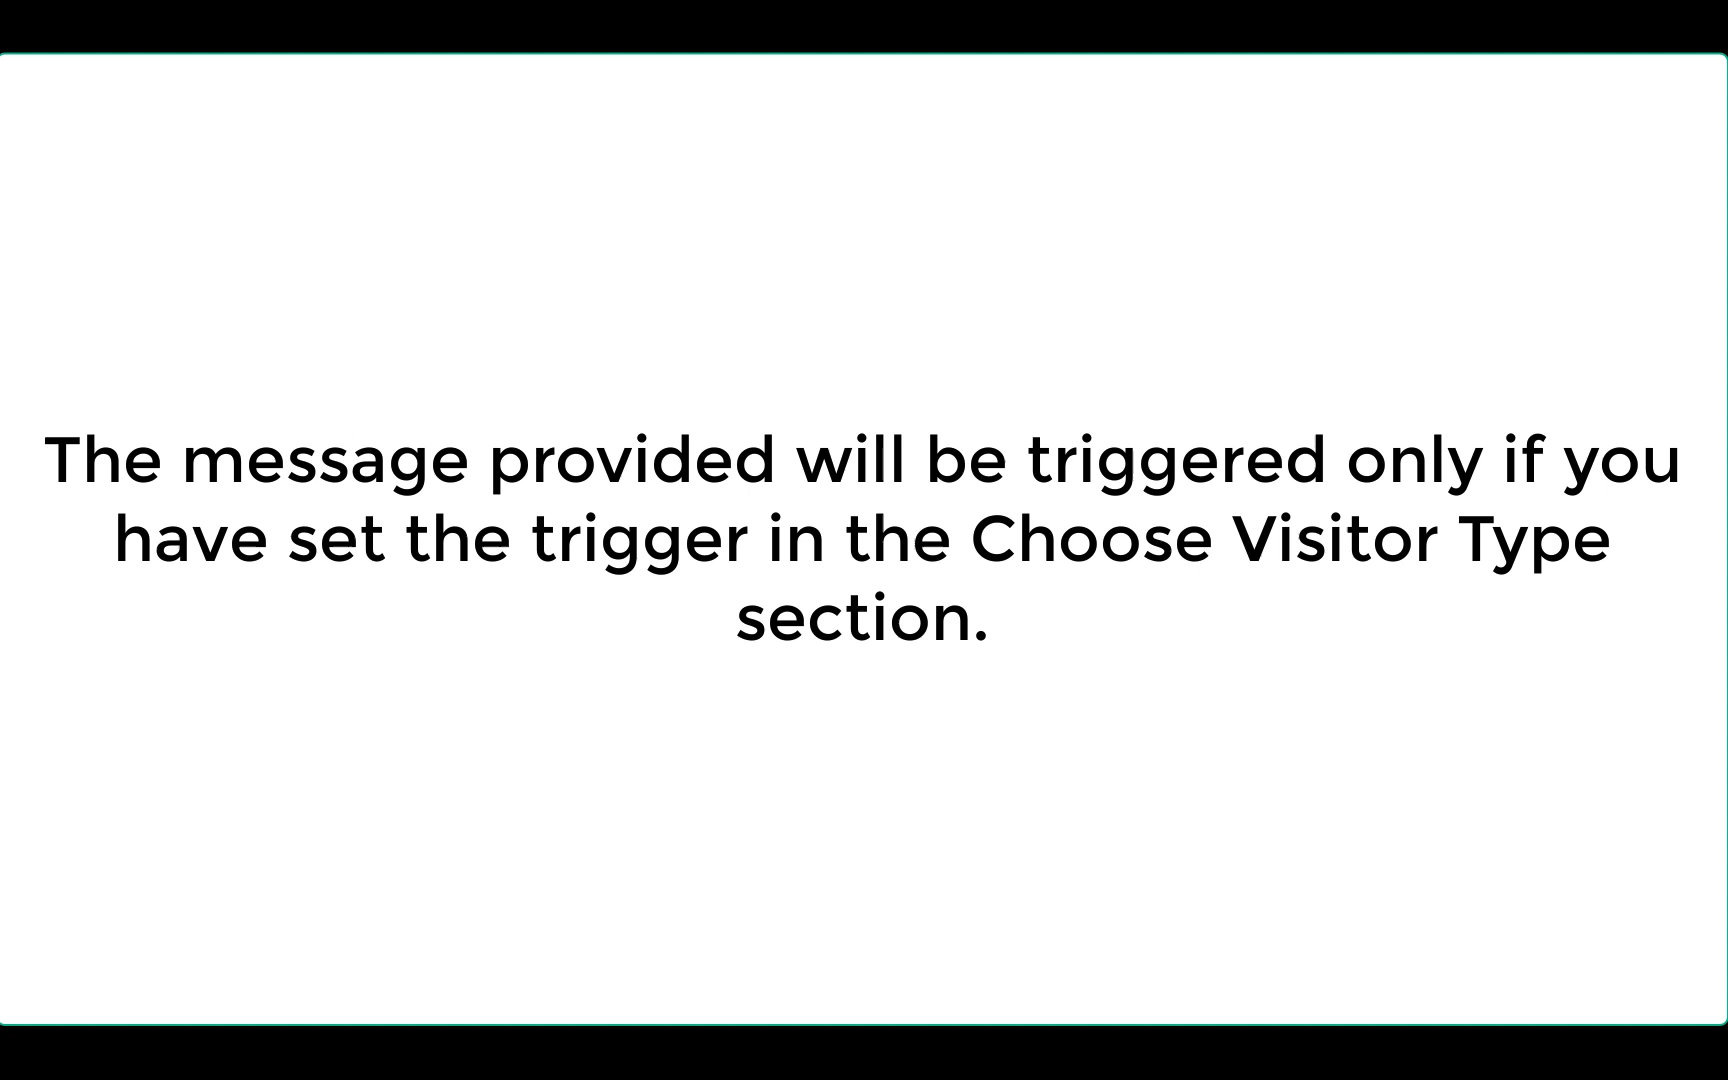 The message provided will be triggered only if you
have set the trigger in the Choose Visitor Type
section.